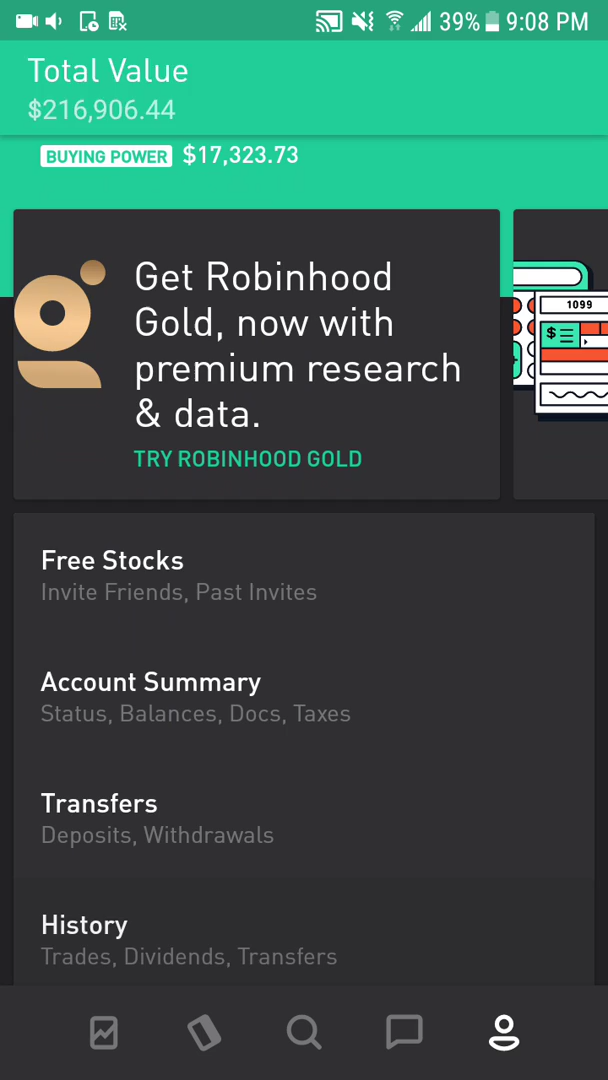 39% 9:08 PM
Total Value
$216,906.44
BUYING POWER $17,323.73
Get Robinhood
Gold, now with
premium research
& data.
TRY ROBINHOOD GOLD
1099
$
Free Stocks
Invite Friends, Past Invites
Account Summary
Status, Balances, Docs, Taxes
Transfers
Deposits, Withdrawals
History
Trades, Dividends, Transfers